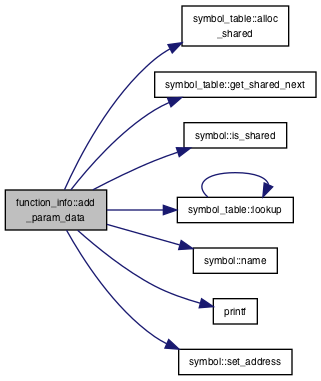 symbol_table::alloc
_shared
symbol_table::get_shared_next
symbol::is_shared
function_info::add
_param_data
symbol_table::lookup
symbol::name
printf
symbol::set_address